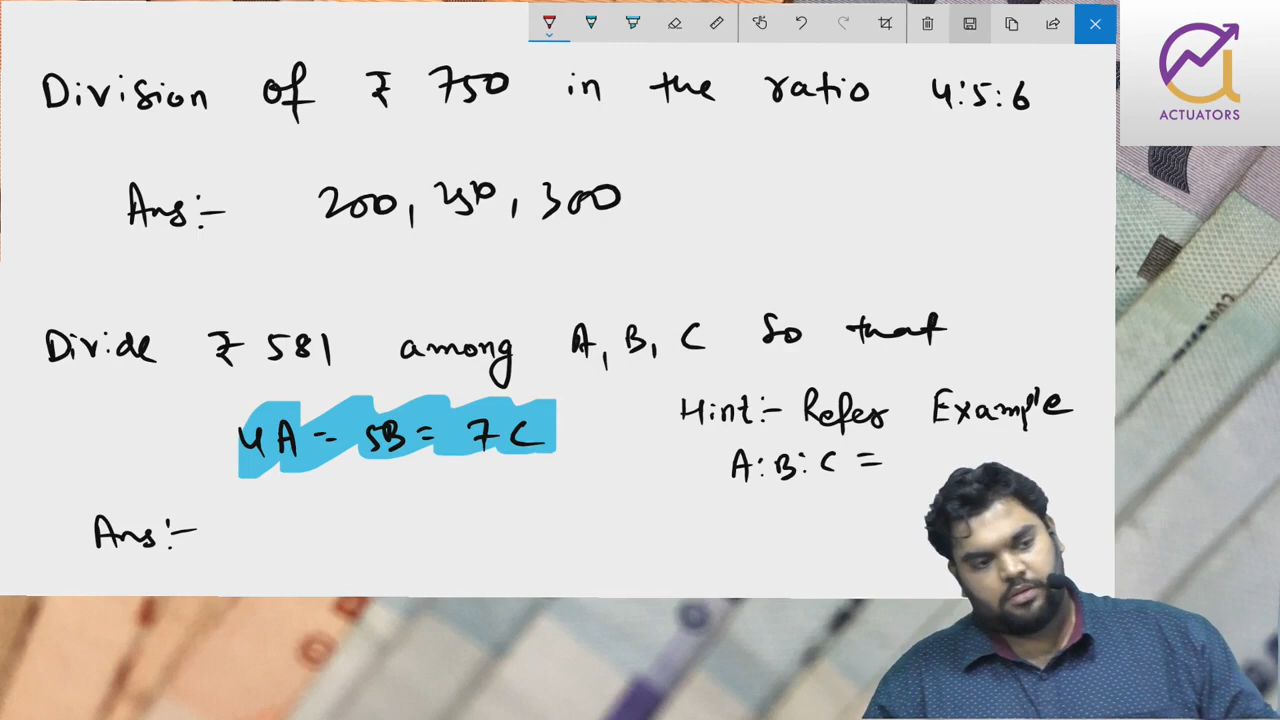 Division of ₹ 750 in the ratio 4:5:6
ACTUATORS
Ans:- 200, 250, 300
Divide ₹ 581 among A, B, C So that
4A = 5B = 7C
Hint:- Refer Example
A:B:C =
Ans:-